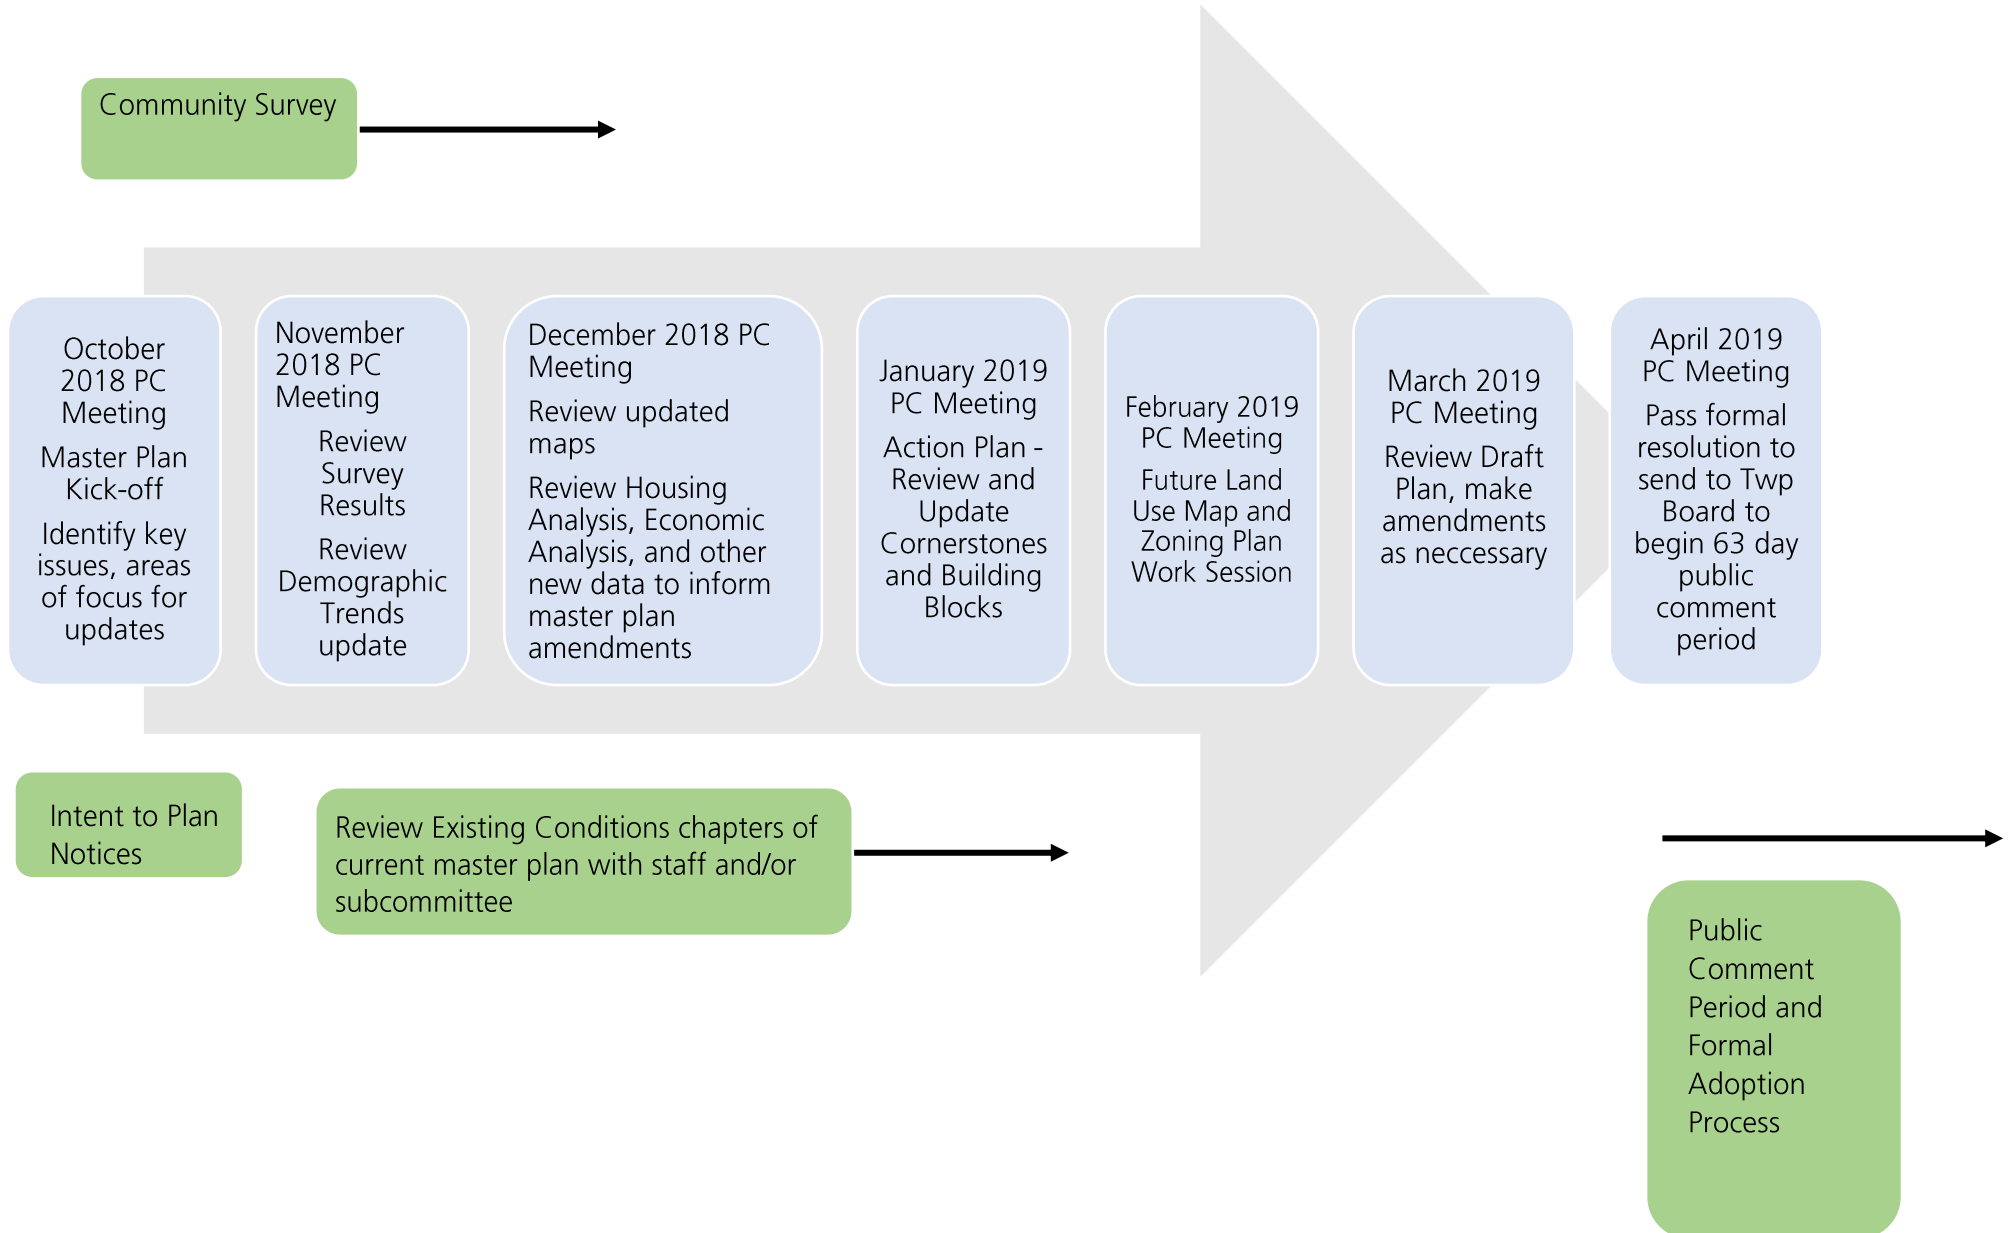 Community Survey
October
2018 PC
Meeting
Master Plan
Kick-off
Identify key
issues, areas
of focus for
updates
November
2018 PC
Meeting
Review
Survey
Results
Review
Demographic
Trends
update
December 2018 PC
Meeting
Review updated
maps
Review Housing
Analysis, Economic
Analysis, and other
new data to inform
master plan
amendments
January 2019
PC Meeting
Action Plan -
Review and
Update
Cornerstones
and Building
Blocks
February 2019
PC Meeting
Future Land
Use Map and
Zoning Plan
Work Session
March 2019
PC Meeting
Review Draft
Plan, make
amendments
as neccessary
April 2019
PC Meeting
Pass formal
resolution to
send to Twp
Board to
begin 63 day
public
comment
period
Intent to Plan
Notices
Review Existing Conditions chapters of
current master plan with staff and/or
subcommittee
Public
Comment
Period and
Formal
Adoption
Process